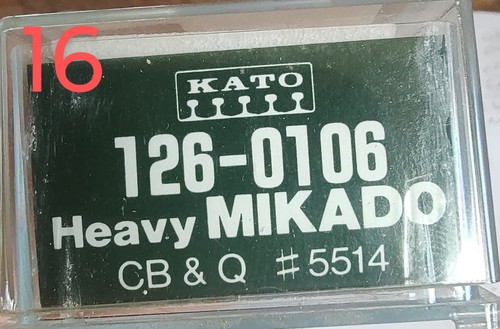 16
KATO
126-0106
Heavy MIKADO
CB & Q #5514